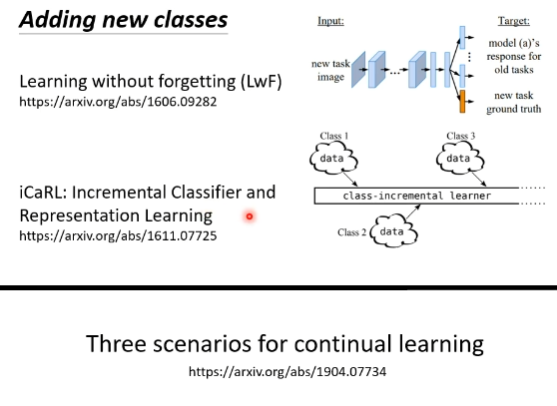 Adding new classes
Learning without forgetting (LwF)
https://arxiv.org/abs/1606.09282
Input:
Target:
new task
image
...
model (a)'s
response for
old tasks
new task
ground truth
iCaRL: Incremental Classifier and
Representation Learning
https://arxiv.org/abs/1611.07725
Class 1
data
Class 3
data
class-incremental learner
Class 2
data
Three scenarios for continual learning
https://arxiv.org/abs/1904.07734